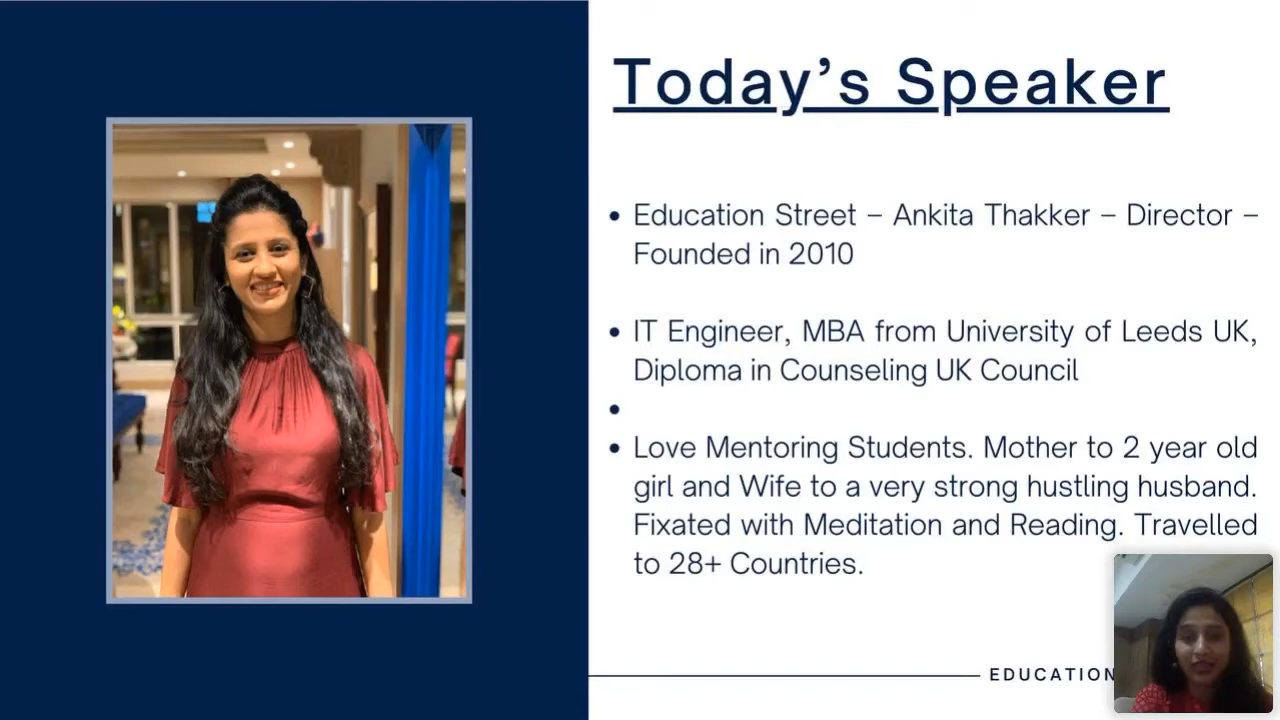 Today’s Speaker
• Education Street – Ankita Thakker – Director –
Founded in 2010
• IT Engineer, MBA from University of Leeds UK,
Diploma in Counseling UK Council
•
• Love Mentoring Students. Mother to 2 year old
girl and Wife to a very strong hustling husband.
Fixated with Meditation and Reading. Travelled
to 28+ Countries.
EDUCATION